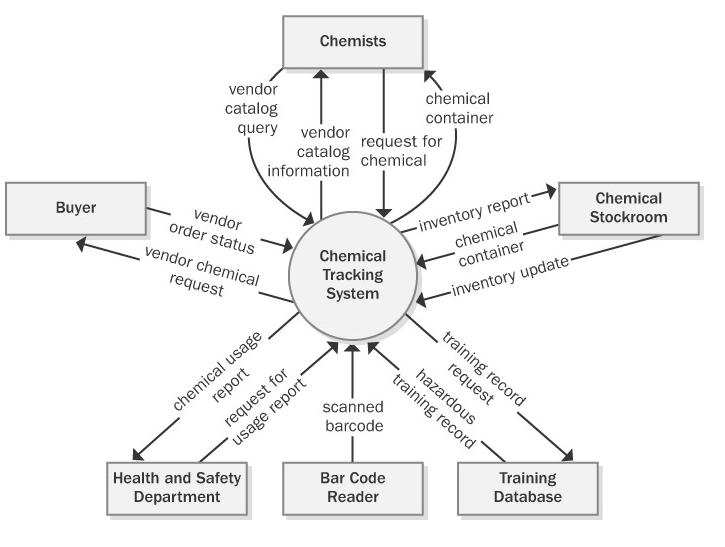 Chemists
vendor
catalog
query
vendor
catalog
information
request for
chemical
chemical
container
Buyer
vendor
order status
vendor chemical
request
Chemical
Tracking
System
inventory report
chemical
container
inventory update
Chemical
Stockroom
chemical usage
report
request for
usage report
scanned
barcode
hazardous
training record
training record
request
Health and Safety
Department
Bar Code
Reader
Training
Database